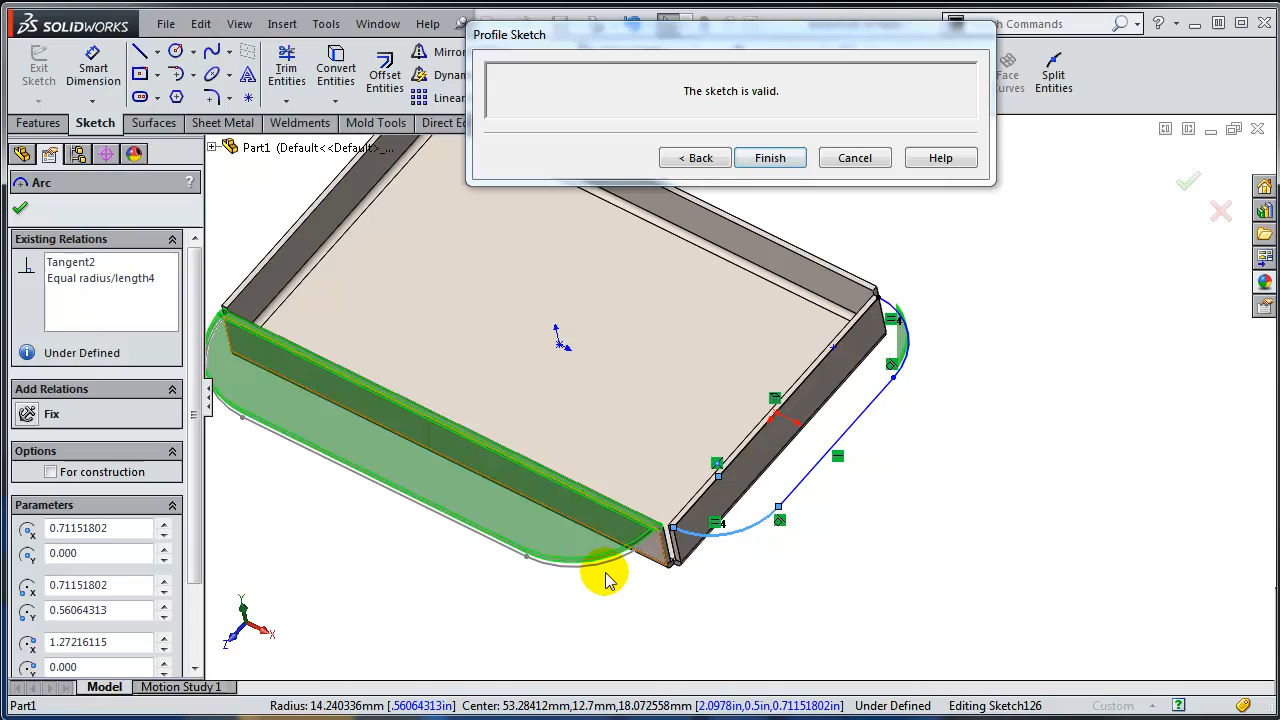 SOLIDWORKS
File Edit View Insert Tools Window Help
Commands
Profile Sketch
The sketch is valid.
< Back Finish Cancel Help
Exit Sketch
Smart Dimension
Trim Entities
Convert Entities
Offset Entities
Mirror
Dynam
Linear
Face
Curves
Split Entities
Features Sketch Sheet Metal Surfaces Weldments Mold Tools Direct Ed
Part1 (Default<<Default>_...
Arc
?
Existing Relations
Tangent2
Equal radius/length4
Under Defined
Add Relations
Fix
Options
For construction
Parameters
0.71151802
0.000
0.71151802
0.56064313
1.27216115
0.000
4
4
Y
X
Z
Model Motion Study 1
Part1
Radius: 14.240336mm [.56064313in] Center: 53.28412mm,12.7mm,18.072558mm [2.0978in,0.5in,0.71151802in] Under Defined Editing Sketch126 Custom